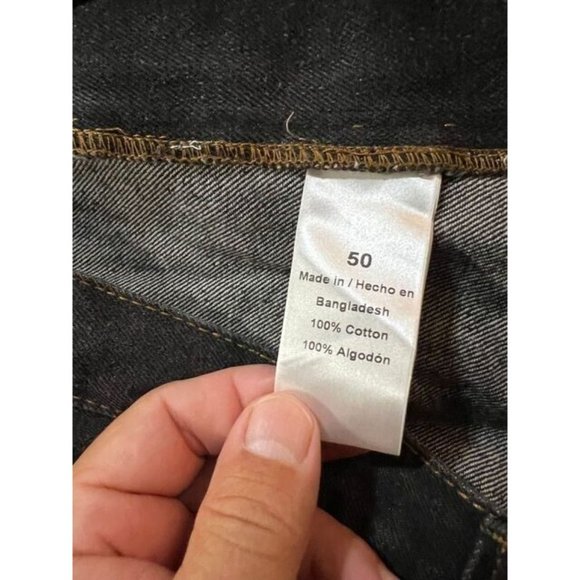 50
Made in / Hecho en
Bangladesh
100% Cotton
100% Algodón